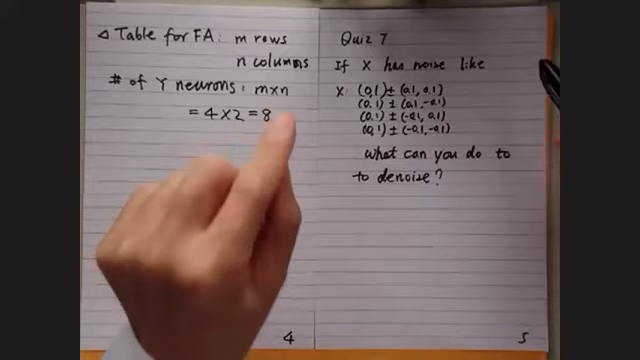 △ Table for FA: m rows
n columns
# of Y neurons: m×n
= 4×2 = 8
4
Quiz 7
If X has noise like
X: (0,1) ± (0.1, 0.1)
(0,1) ± (0.1, -0.1)
(0,1) ± (-0.1, 0.1)
(0,1) ± (-0.1, -0.1)
what can you do to
to denoise?
5